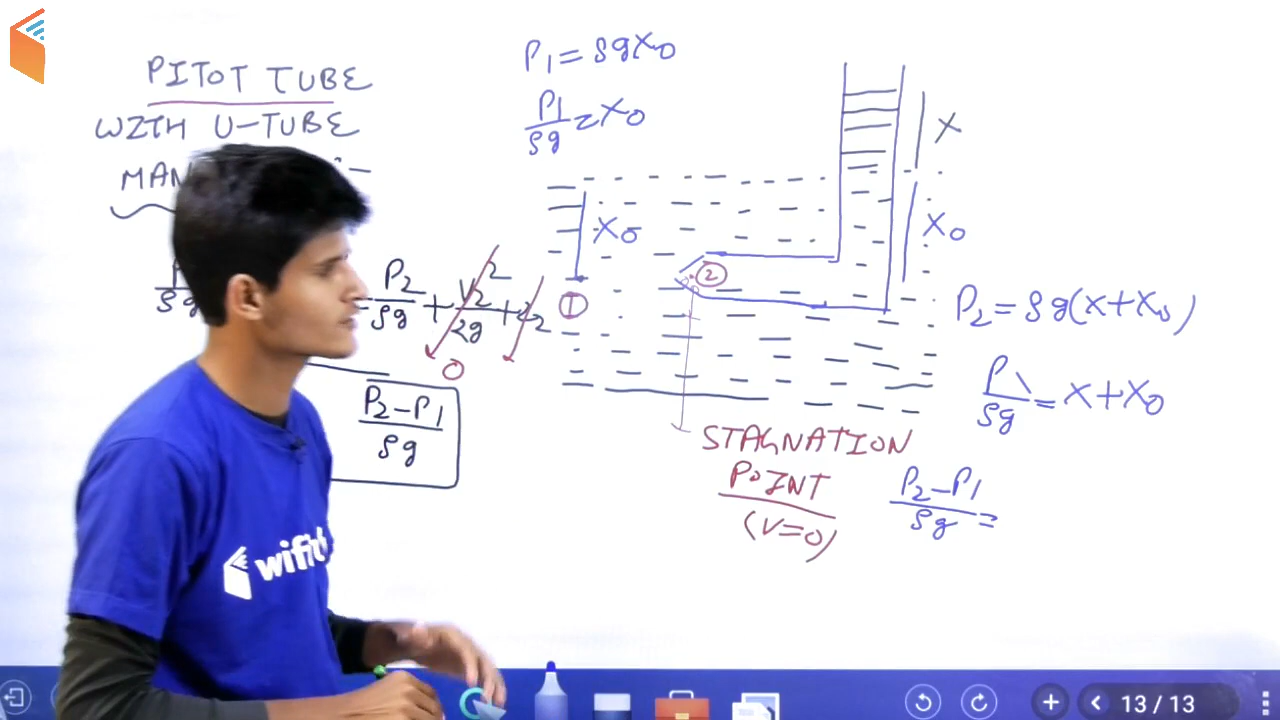 PITOT TUBE
WITH U-TUBE
MAN
P1 = ρgX0
P1/ρg = X0
X
X0
X0
1
2
P2/ρg + V2²/2g + Z2
0
P2-P1/ρg
P2 = ρg(X+X0)
P1/ρg = X+X0
STAGNATION
POINT
(V=0)
P2-P1/ρg =
wifi
13 / 13